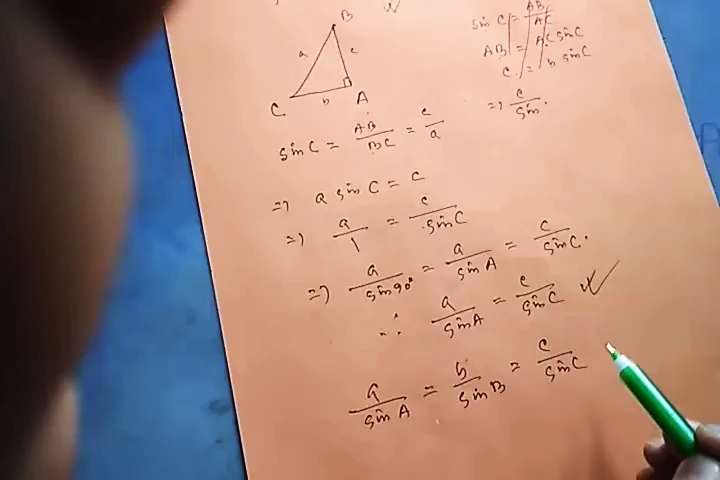 B
a c
C b A
sin C = AB/AC
AB = AC sin C
c = b sin C
=> c/sin.
sin C = AB/BC = c/a
=> a sin C = c
=> a/1 = c/sin C
=> a/sin 90° = a/sin A = c/sin C.
∴ a/sin A = c/sin C
a/sin A = b/sin B = c/sin C